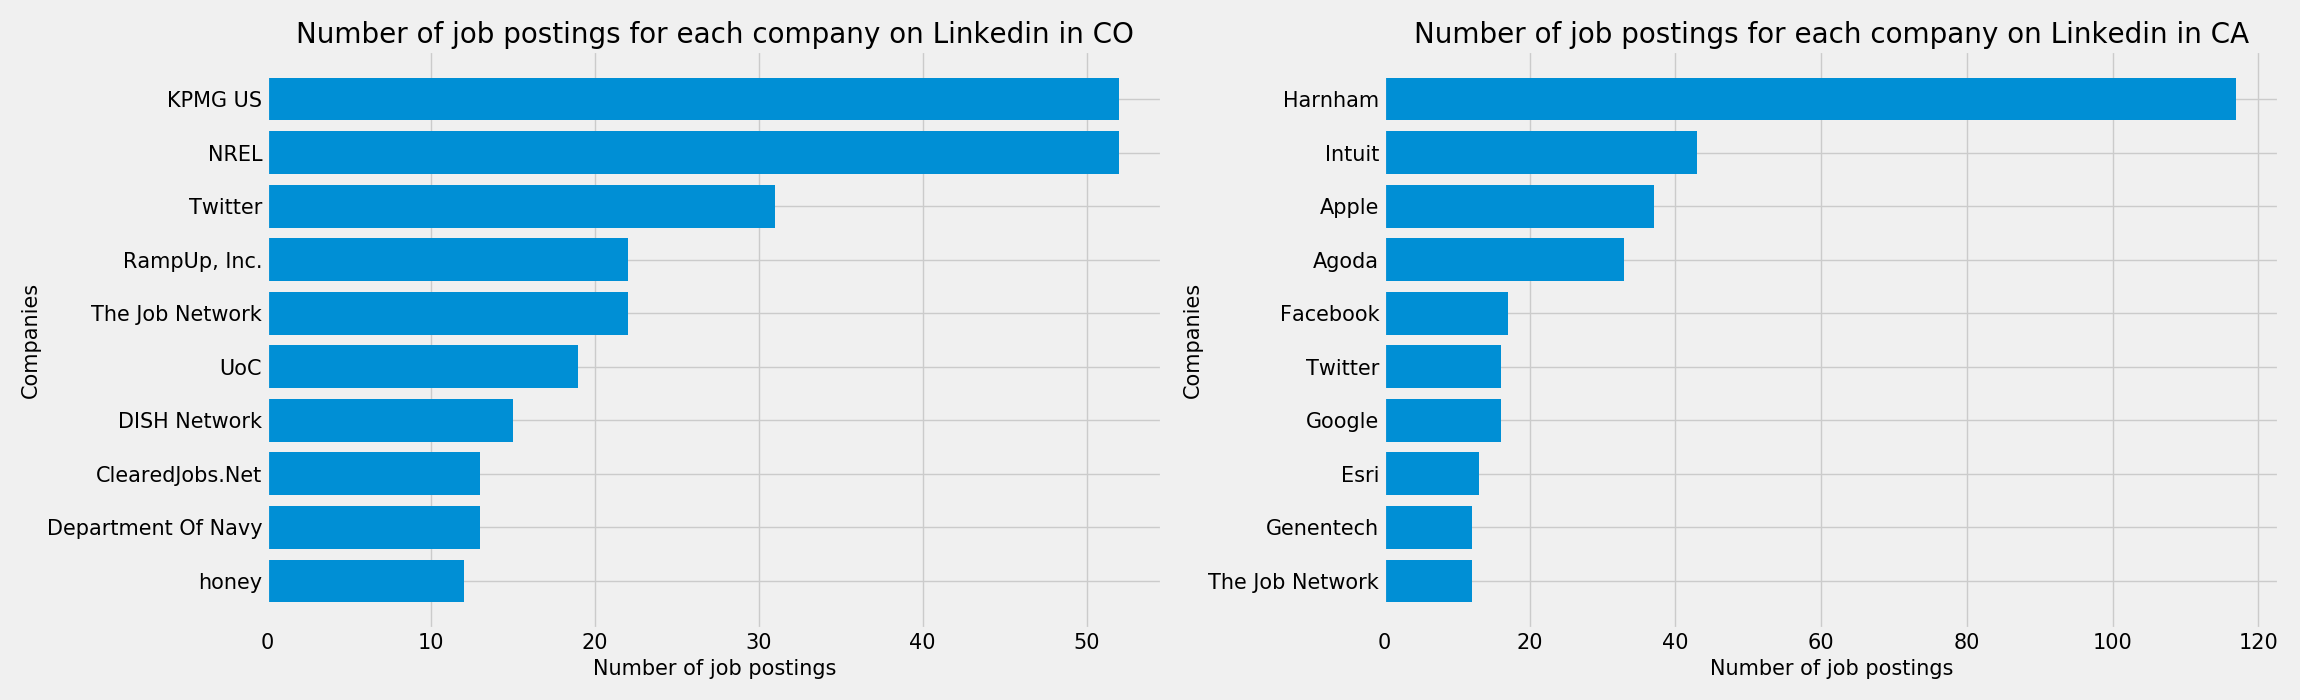 Number of job postings for each company on Linkedin in CO
KPMG US
NREL
Twitter
RampUp, Inc.
The Job Network
UoC
DISH Network
ClearedJobs.Net
Department Of Navy
honey
Companies
0 10 20 30 40 50
Number of job postings
Number of job postings for each company on Linkedin in CA
Harnham
Intuit
Apple
Agoda
Facebook
Twitter
Google
Esri
Genentech
The Job Network
Companies
0 20 40 60 80 100 120
Number of job postings